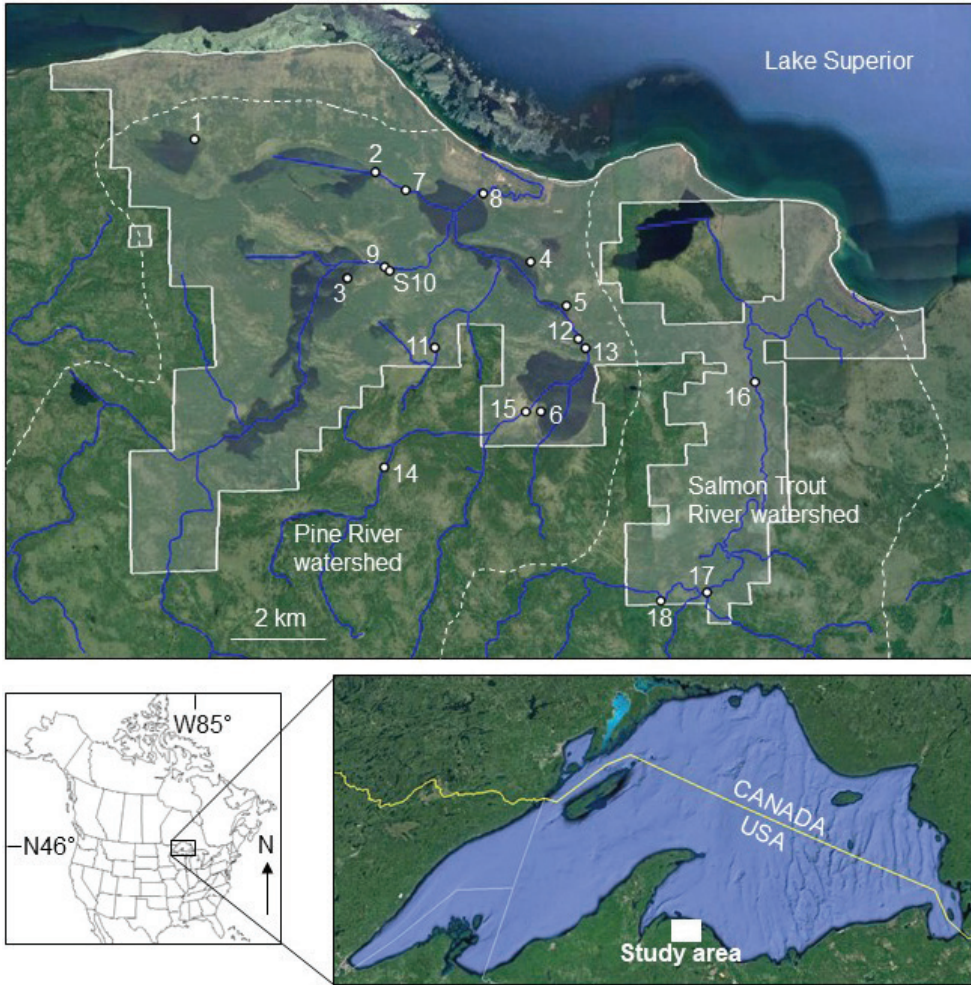 Lake Superior
1
2
7
8
4
9
S10
3
5
12
13
11
16
15
6
14
Salmon Trout
River watershed
Pine River
watershed
17
18
2 km
W85°
N46°
N
CANADA
USA
Study area